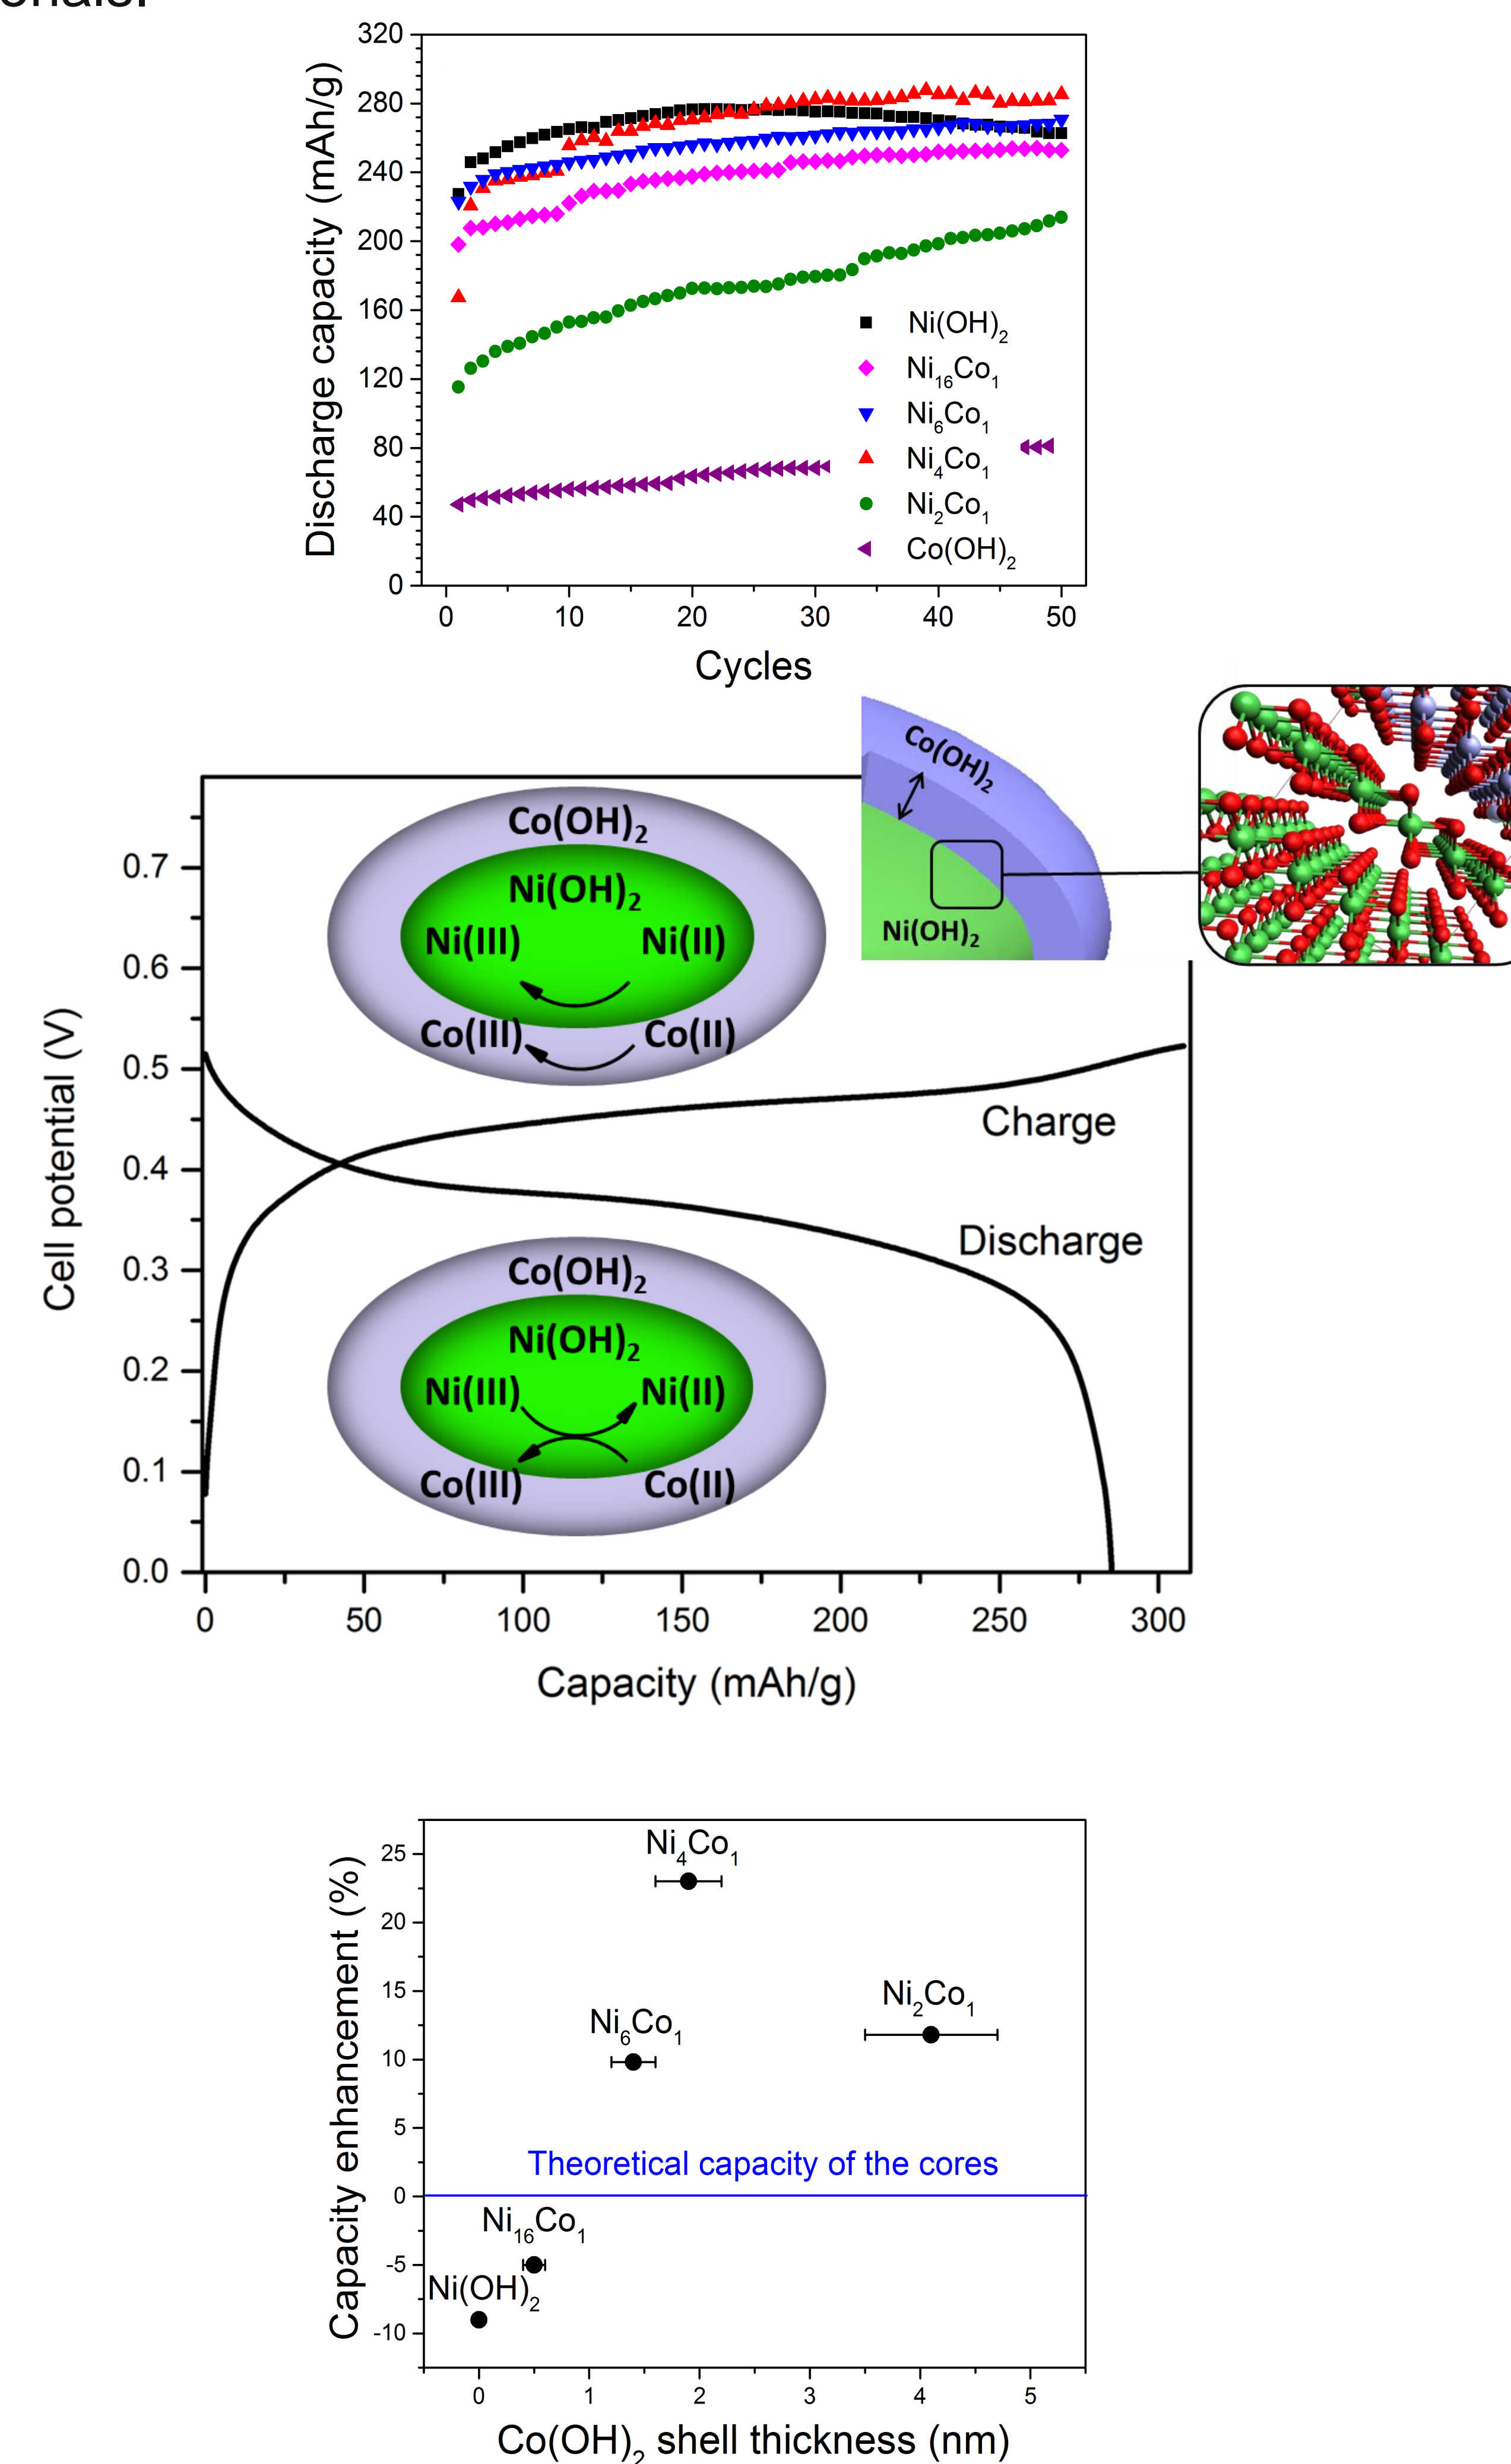 320
280
240
200
160
120
80
40
0
Discharge capacity (mAh/g)
Ni(OH)₂
Ni₁₆Co₁
Ni₆Co₁
Ni₄Co₁
Ni₂Co₁
Co(OH)₂
0 10 20 30 40 50
Cycles
Co(OH)₂
Ni(OH)₂
Co(OH)₂
Ni(OH)₂
Ni(III) Ni(II)
Co(III) Co(II)
0.7
0.6
0.5
0.4
0.3
0.2
0.1
0.0
Cell potential (V)
Charge
Discharge
Co(OH)₂
Ni(OH)₂
Ni(III) Ni(II)
Co(III) Co(II)
0 50 100 150 200 250 300
Capacity (mAh/g)
25
20
15
10
5
0
-5
-10
Capacity enhancement (%)
Ni₄Co₁
Ni₂Co₁
Ni₆Co₁
Theoretical capacity of the cores
Ni₁₆Co₁
Ni(OH)₂
0 1 2 3 4 5
Co(OH)₂ shell thickness (nm)